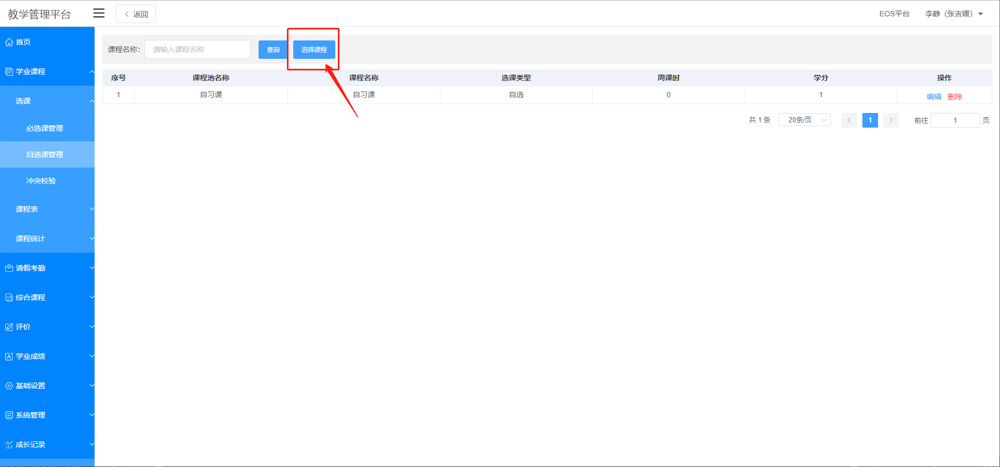 教学管理平台
返回
EOS平台
李静（张吉媛）
首页
学业课程
选课
必选课管理
自选课管理
冲突校验
课程表
课程统计
请假考勤
综合课程
评价
学业成绩
基础设置
系统管理
成长记录
课程名称： 请输入课程名称 查询 选择课程
序号 课程池名称 课程名称 选课类型 周课时 学分 操作
1 自习课 自习课 自选 0 1 编辑 删除
共 1 条 20条/页 1 前往 1 页